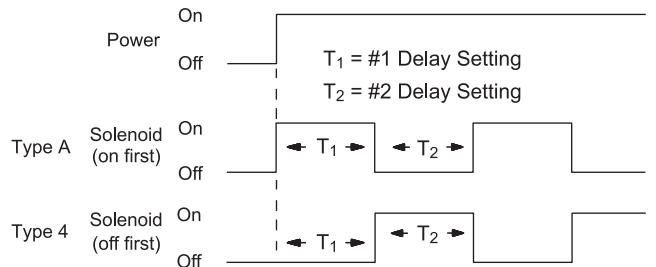 On
Power
Off
T1 = #1 Delay Setting
T2 = #2 Delay Setting
Type A Solenoid (on first)
On
Off
T1 T2
Type 4 Solenoid (off first)
On
Off
T1 T2